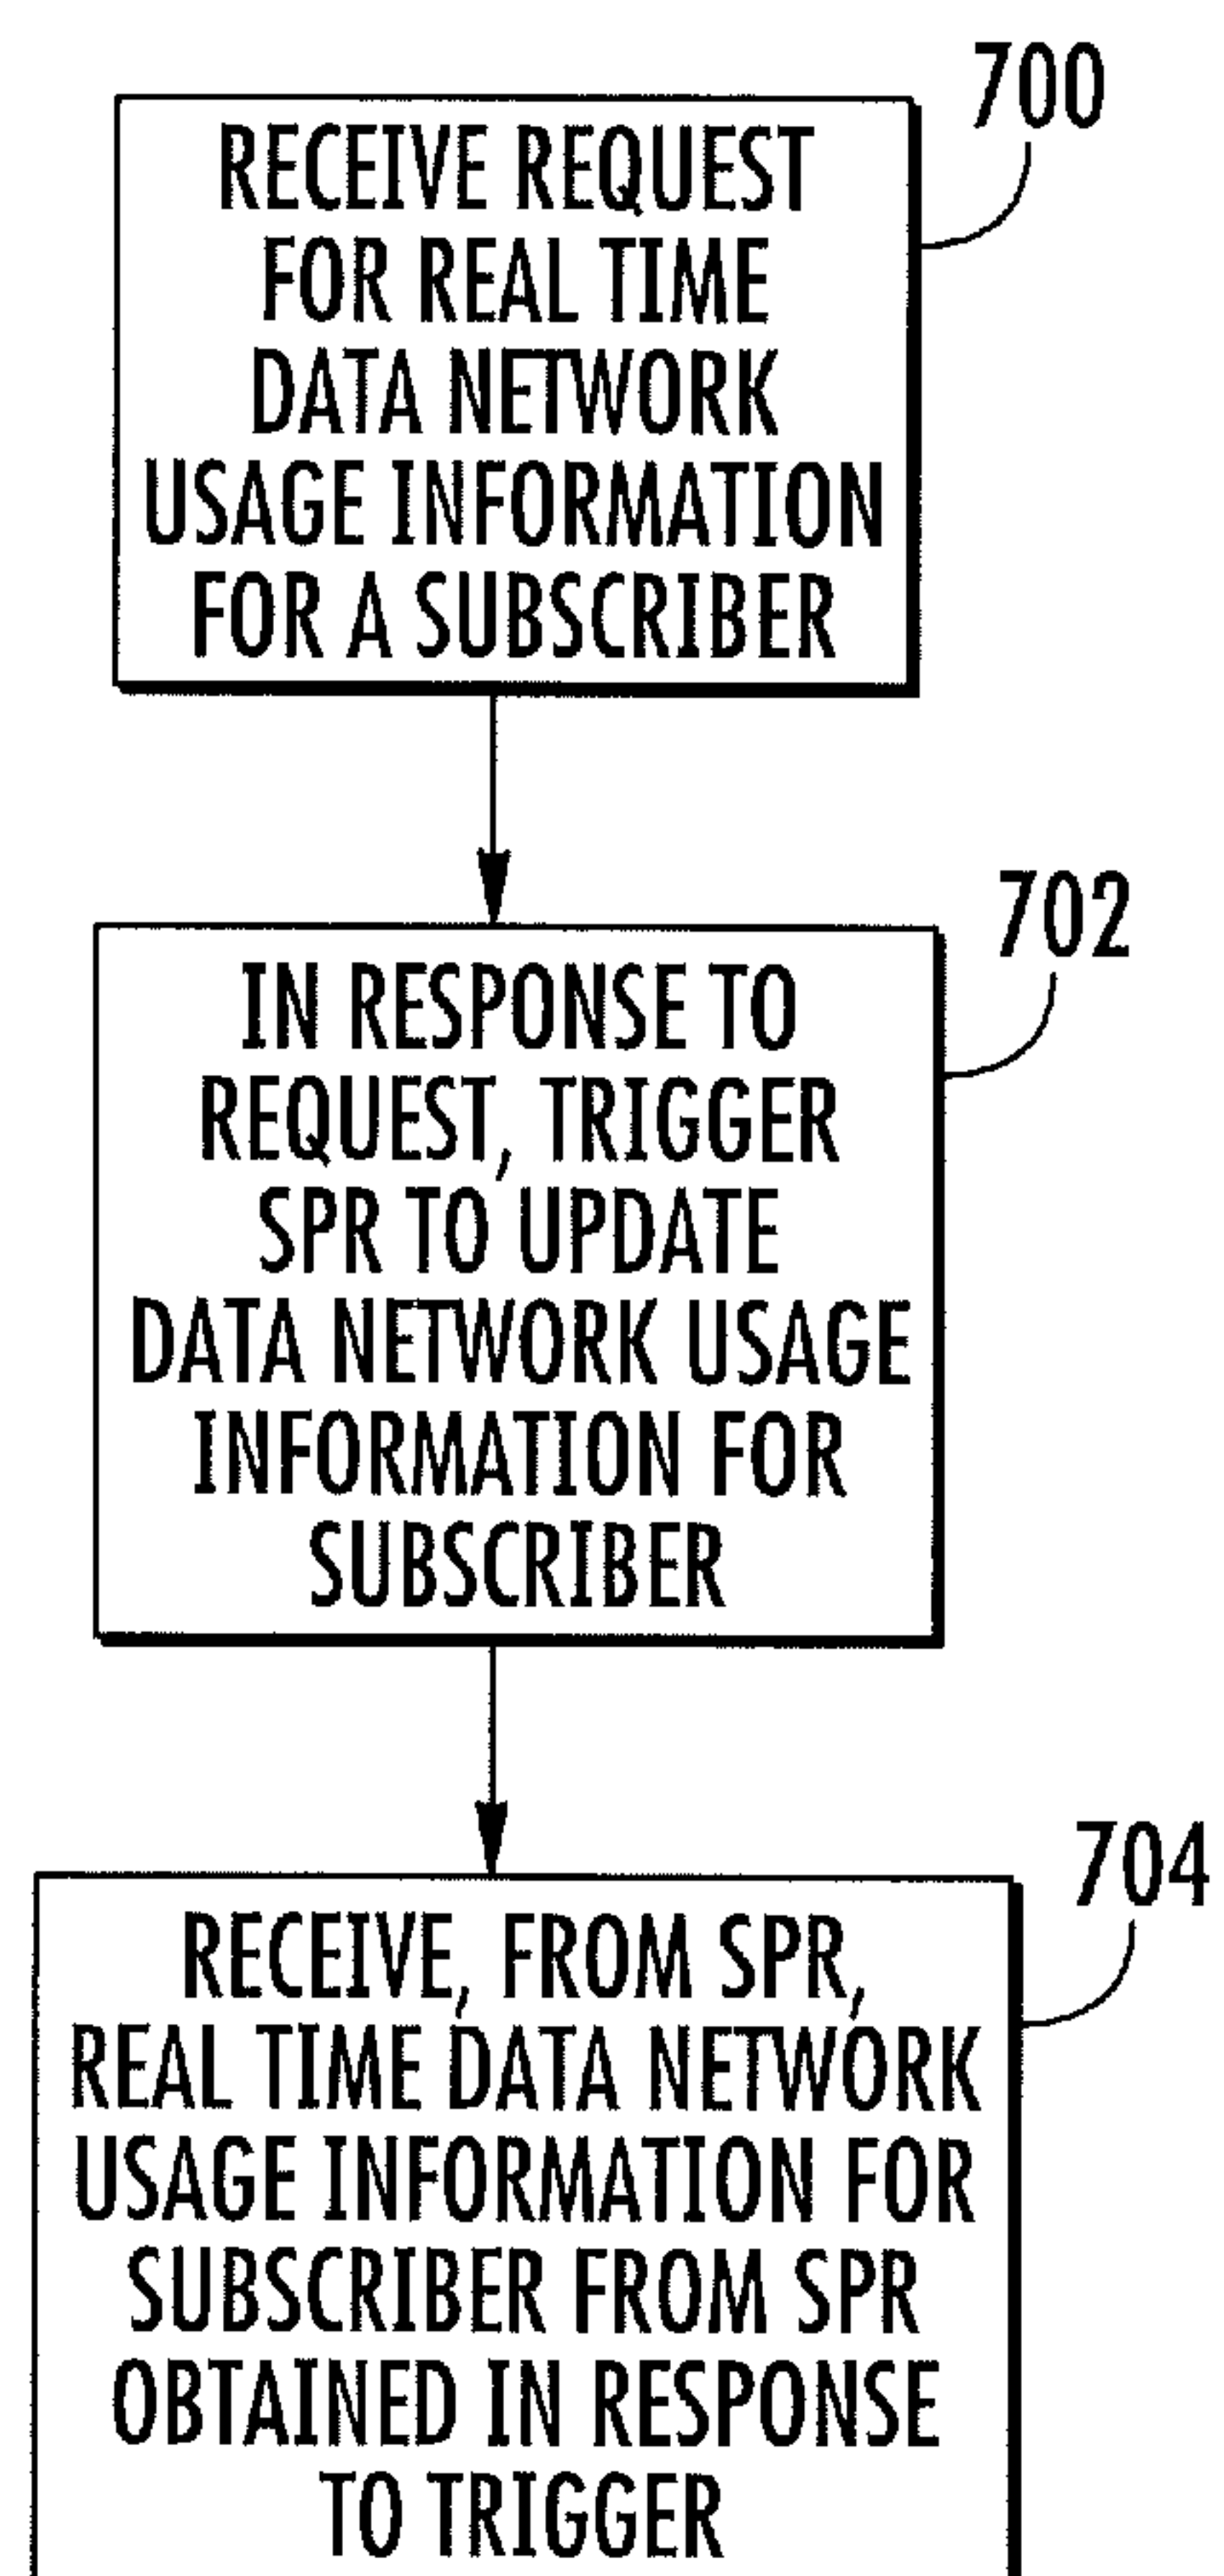 700
RECEIVE REQUEST
FOR REAL TIME
DATA NETWORK
USAGE INFORMATION
FOR A SUBSCRIBER
702
IN RESPONSE TO
REQUEST, TRIGGER
SPR TO UPDATE
DATA NETWORK USAGE
INFORMATION FOR
SUBSCRIBER
704
RECEIVE, FROM SPR,
REAL TIME DATA NETWORK
USAGE INFORMATION FOR
SUBSCRIBER FROM SPR
OBTAINED IN RESPONSE
TO TRIGGER